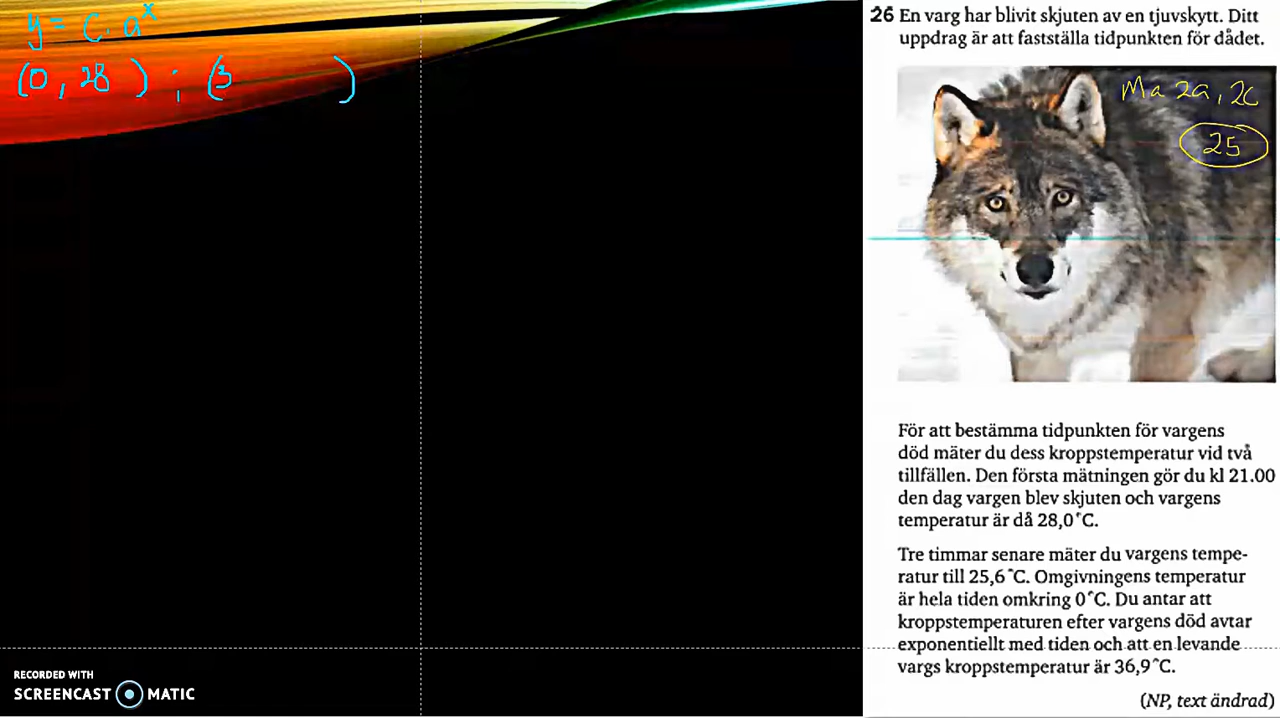 y = C · a^x
(0, 28 ) ; (3 )
RECORDED WITH
SCREENCAST MATIC
26 En varg har blivit skjuten av en tjuvskytt. Ditt
uppdrag är att fastställa tidpunkten för dådet.
Ma 2a, 2c
25
För att bestämma tidpunkten för vargens
död mäter du dess kroppstemperatur vid två
tillfällen. Den första mätningen gör du kl 21.00
den dag vargen blev skjuten och vargens
temperatur är då 28,0°C.
Tre timmar senare mäter du vargens tempe-
ratur till 25,6°C. Omgivningens temperatur
är hela tiden omkring 0°C. Du antar att
kroppstemperaturen efter vargens död avtar
exponentiellt med tiden och att en levande
vargs kroppstemperatur är 36,9°C.
(NP, text ändrad)